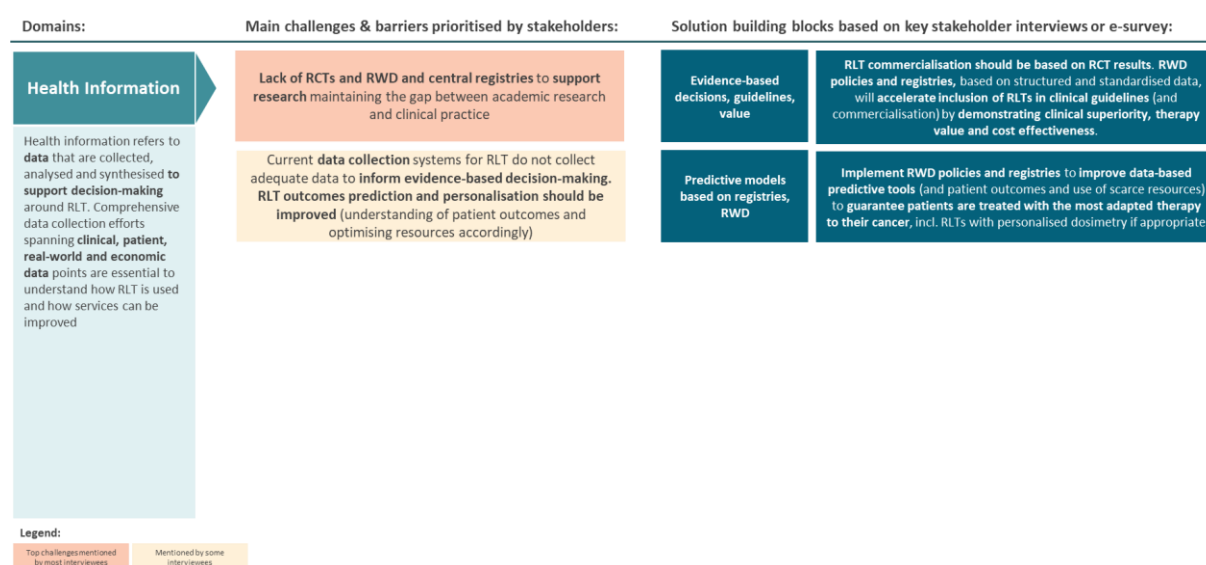 Domains:
Main challenges & barriers prioritised by stakeholders:
Solution building blocks based on key stakeholder interviews or e-survey:
Health Information
Health information refers to
data that are collected,
analysed and synthesised to
support decision-making
around RLT. Comprehensive
data collection efforts
spanning clinical, patient,
real-world and economic
data points are essential to
understand how RLT is used
and how services can be
improved
Lack of RCTs and RWD and central registries to support
research maintaining the gap between academic research
and clinical practice
Current data collection systems for RLT do not collect
adequate data to inform evidence-based decision-making.
RLT outcomes prediction and personalisation should be
improved (understanding of patient outcomes and
optimising resources accordingly)
Evidence-based
decisions, guidelines,
value
RLT commercialisation should be based on RCT results. RWD
policies and registries, based on structured and standardised data,
will accelerate inclusion of RLTs in clinical guidelines (and
commercialisation) by demonstrating clinical superiority, therapy
value and cost effectiveness.
Predictive models
based on registries,
RWD
Implement RWD policies and registries to improve data-based
predictive tools (and patient outcomes and use of scarce resources)
to guarantee patients are treated with the most adapted therapy
to their cancer, incl. RLTs with personalised dosimetry if appropriate
Legend:
Top challenges mentioned
by most interviewees
Mentioned by some
interviewees